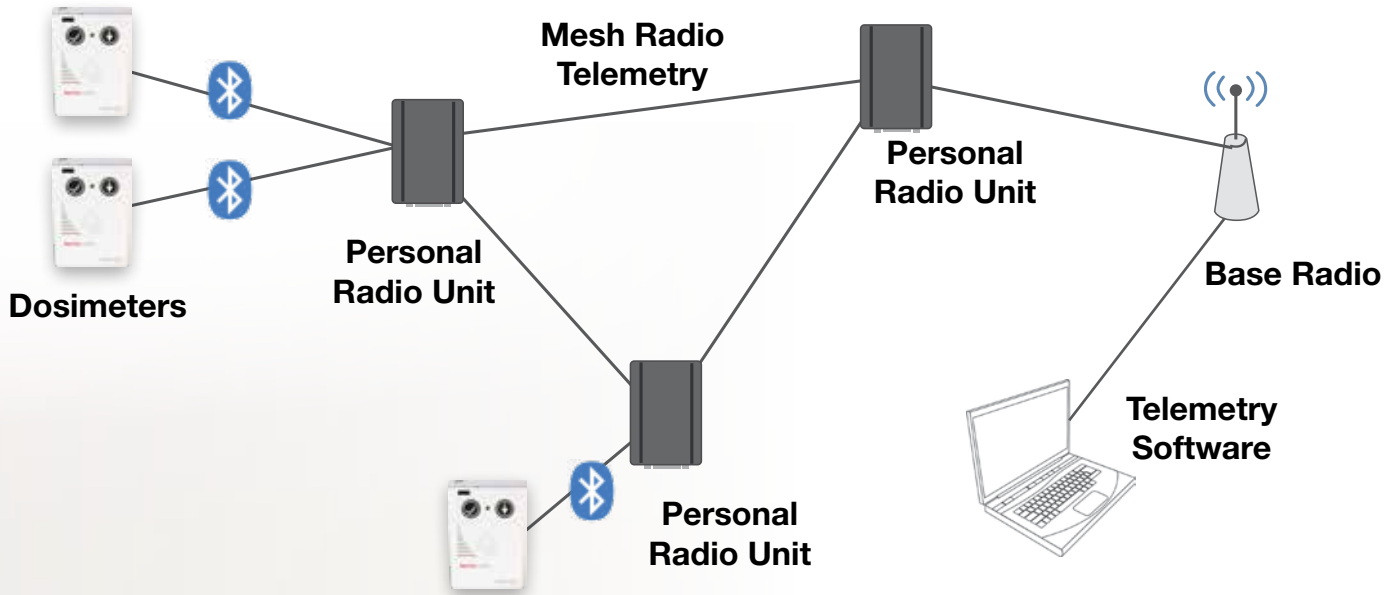 Mesh Radio
Telemetry
Personal
Radio Unit
Personal
Radio Unit
Dosimeters
Base Radio
Telemetry
Software
Personal
Radio Unit